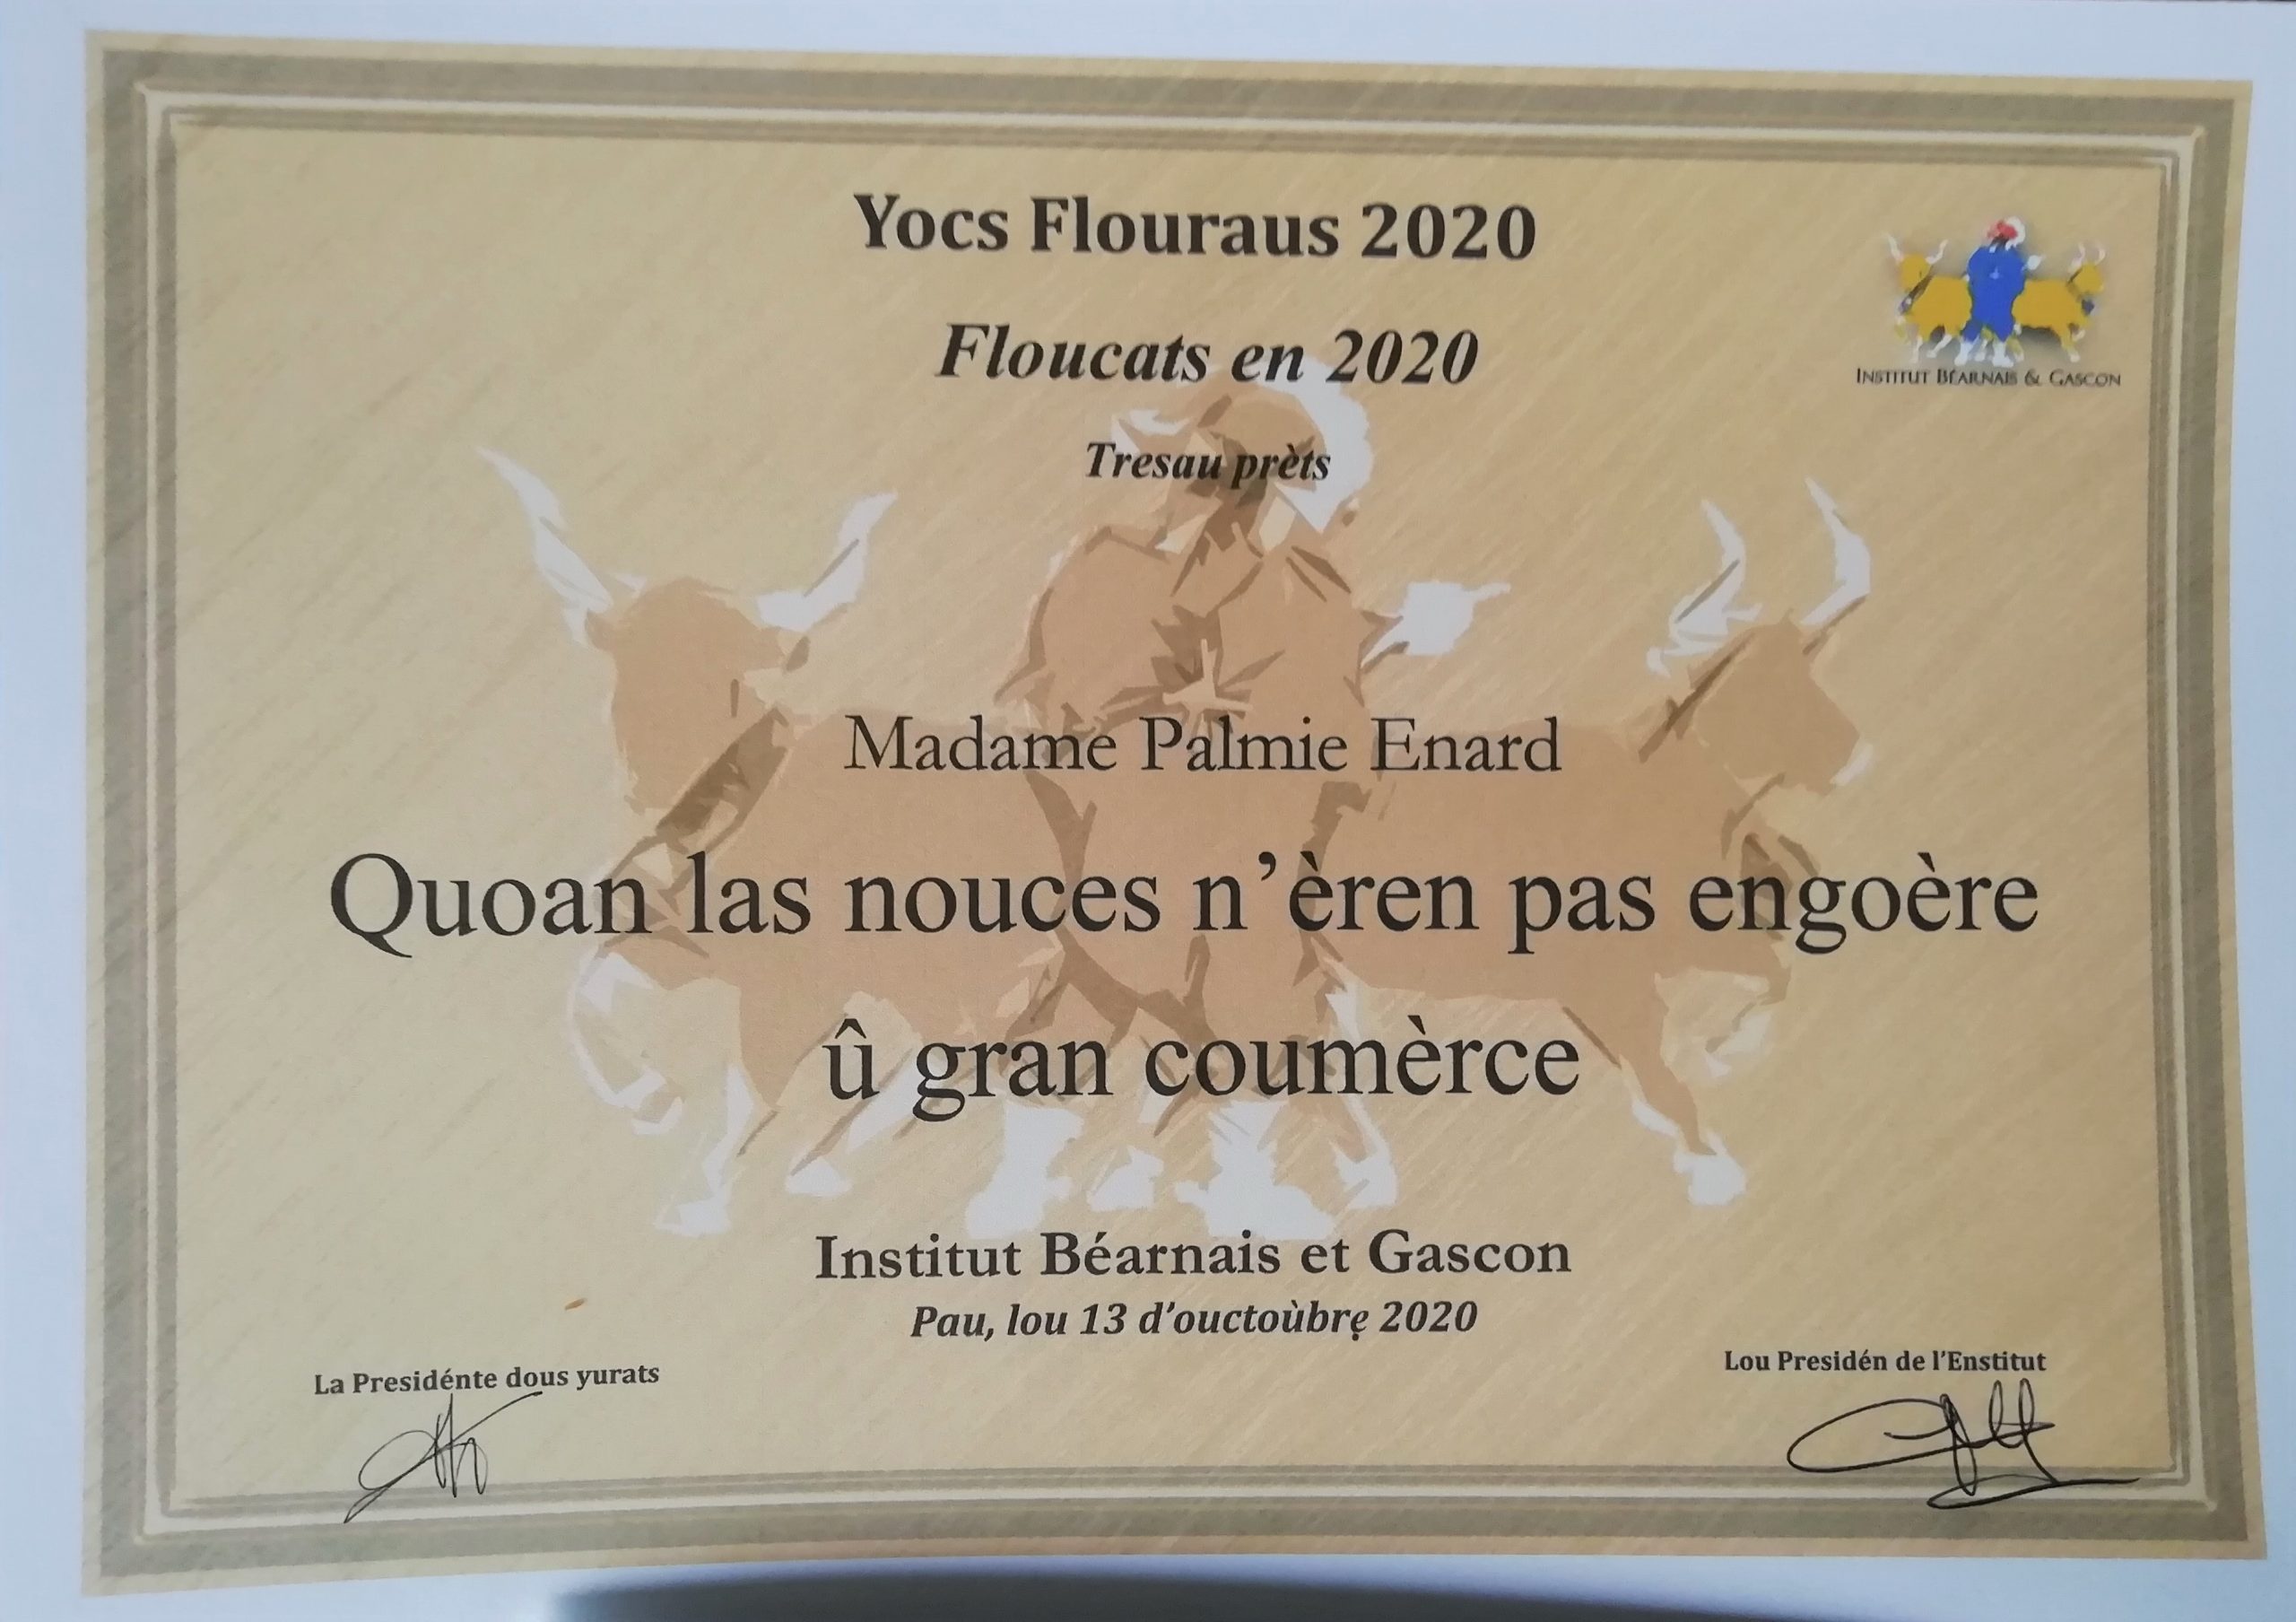 Yocs Flouraus 2020
Floucats en 2020
INSTITUT BÉARNAIS & GASCON
Tresau prèts
Madame Palmie Enard
Quoan las nouces n'èren pas engoère
û gran coumèrce
Institut Béarnais et Gascon
Pau, lou 13 d'ouctoùbrẹ 2020
La Presidénte dous yurats
Lou Presidén de l'Enstitut